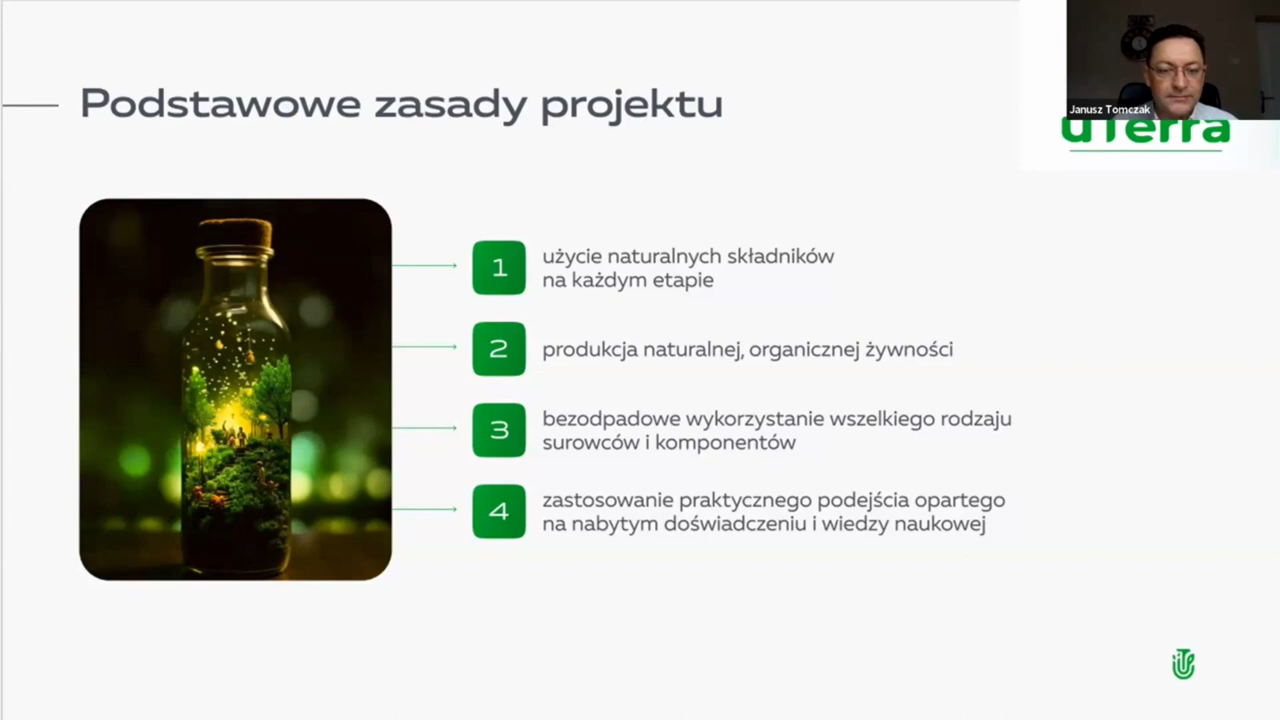 Podstawowe zasady projektu
Janusz Tomczak
uTerra
1
użycie naturalnych składników
na każdym etapie
2
produkcja naturalnej, organicznej żywności
3
bezodpadowe wykorzystanie wszelkiego rodzaju
surowców i komponentów
4
zastosowanie praktycznego podejścia opartego
na nabytym doświadczeniu i wiedzy naukowej